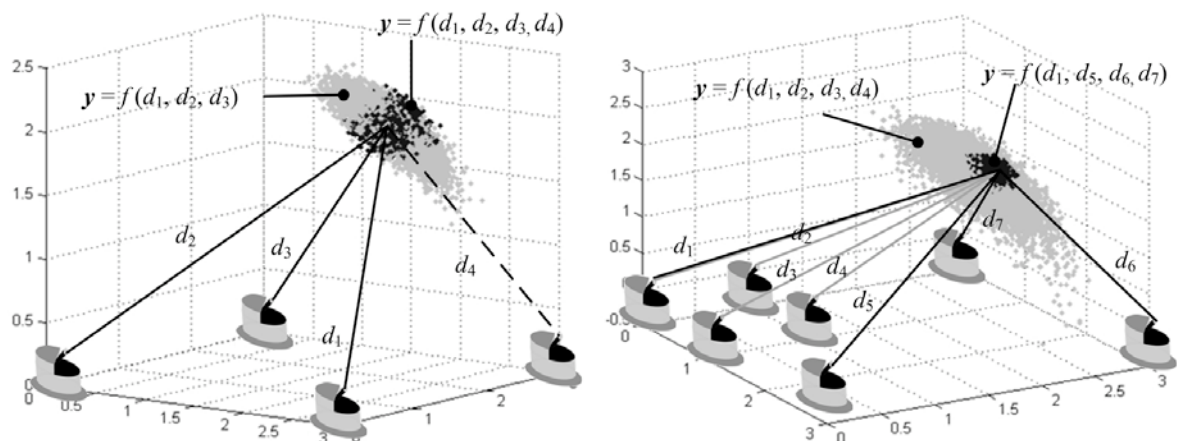 y = f (d1, d2, d3, d4)
y = f (d1, d2, d3)
2.5
2
1.5
1
0.5
0
d2
d3
d1
d4
0
0.5
1
1.5
2
2.5
3
1
2
y = f (d1, d5, d6, d7)
y = f (d1, d2, d3, d4)
3
2.5
2
1.5
1
0.5
-0.5
d1
d2
d3
d4
d5
d7
d6
0
1
2
3
0
0.5
1
1.5
2
2.5
3